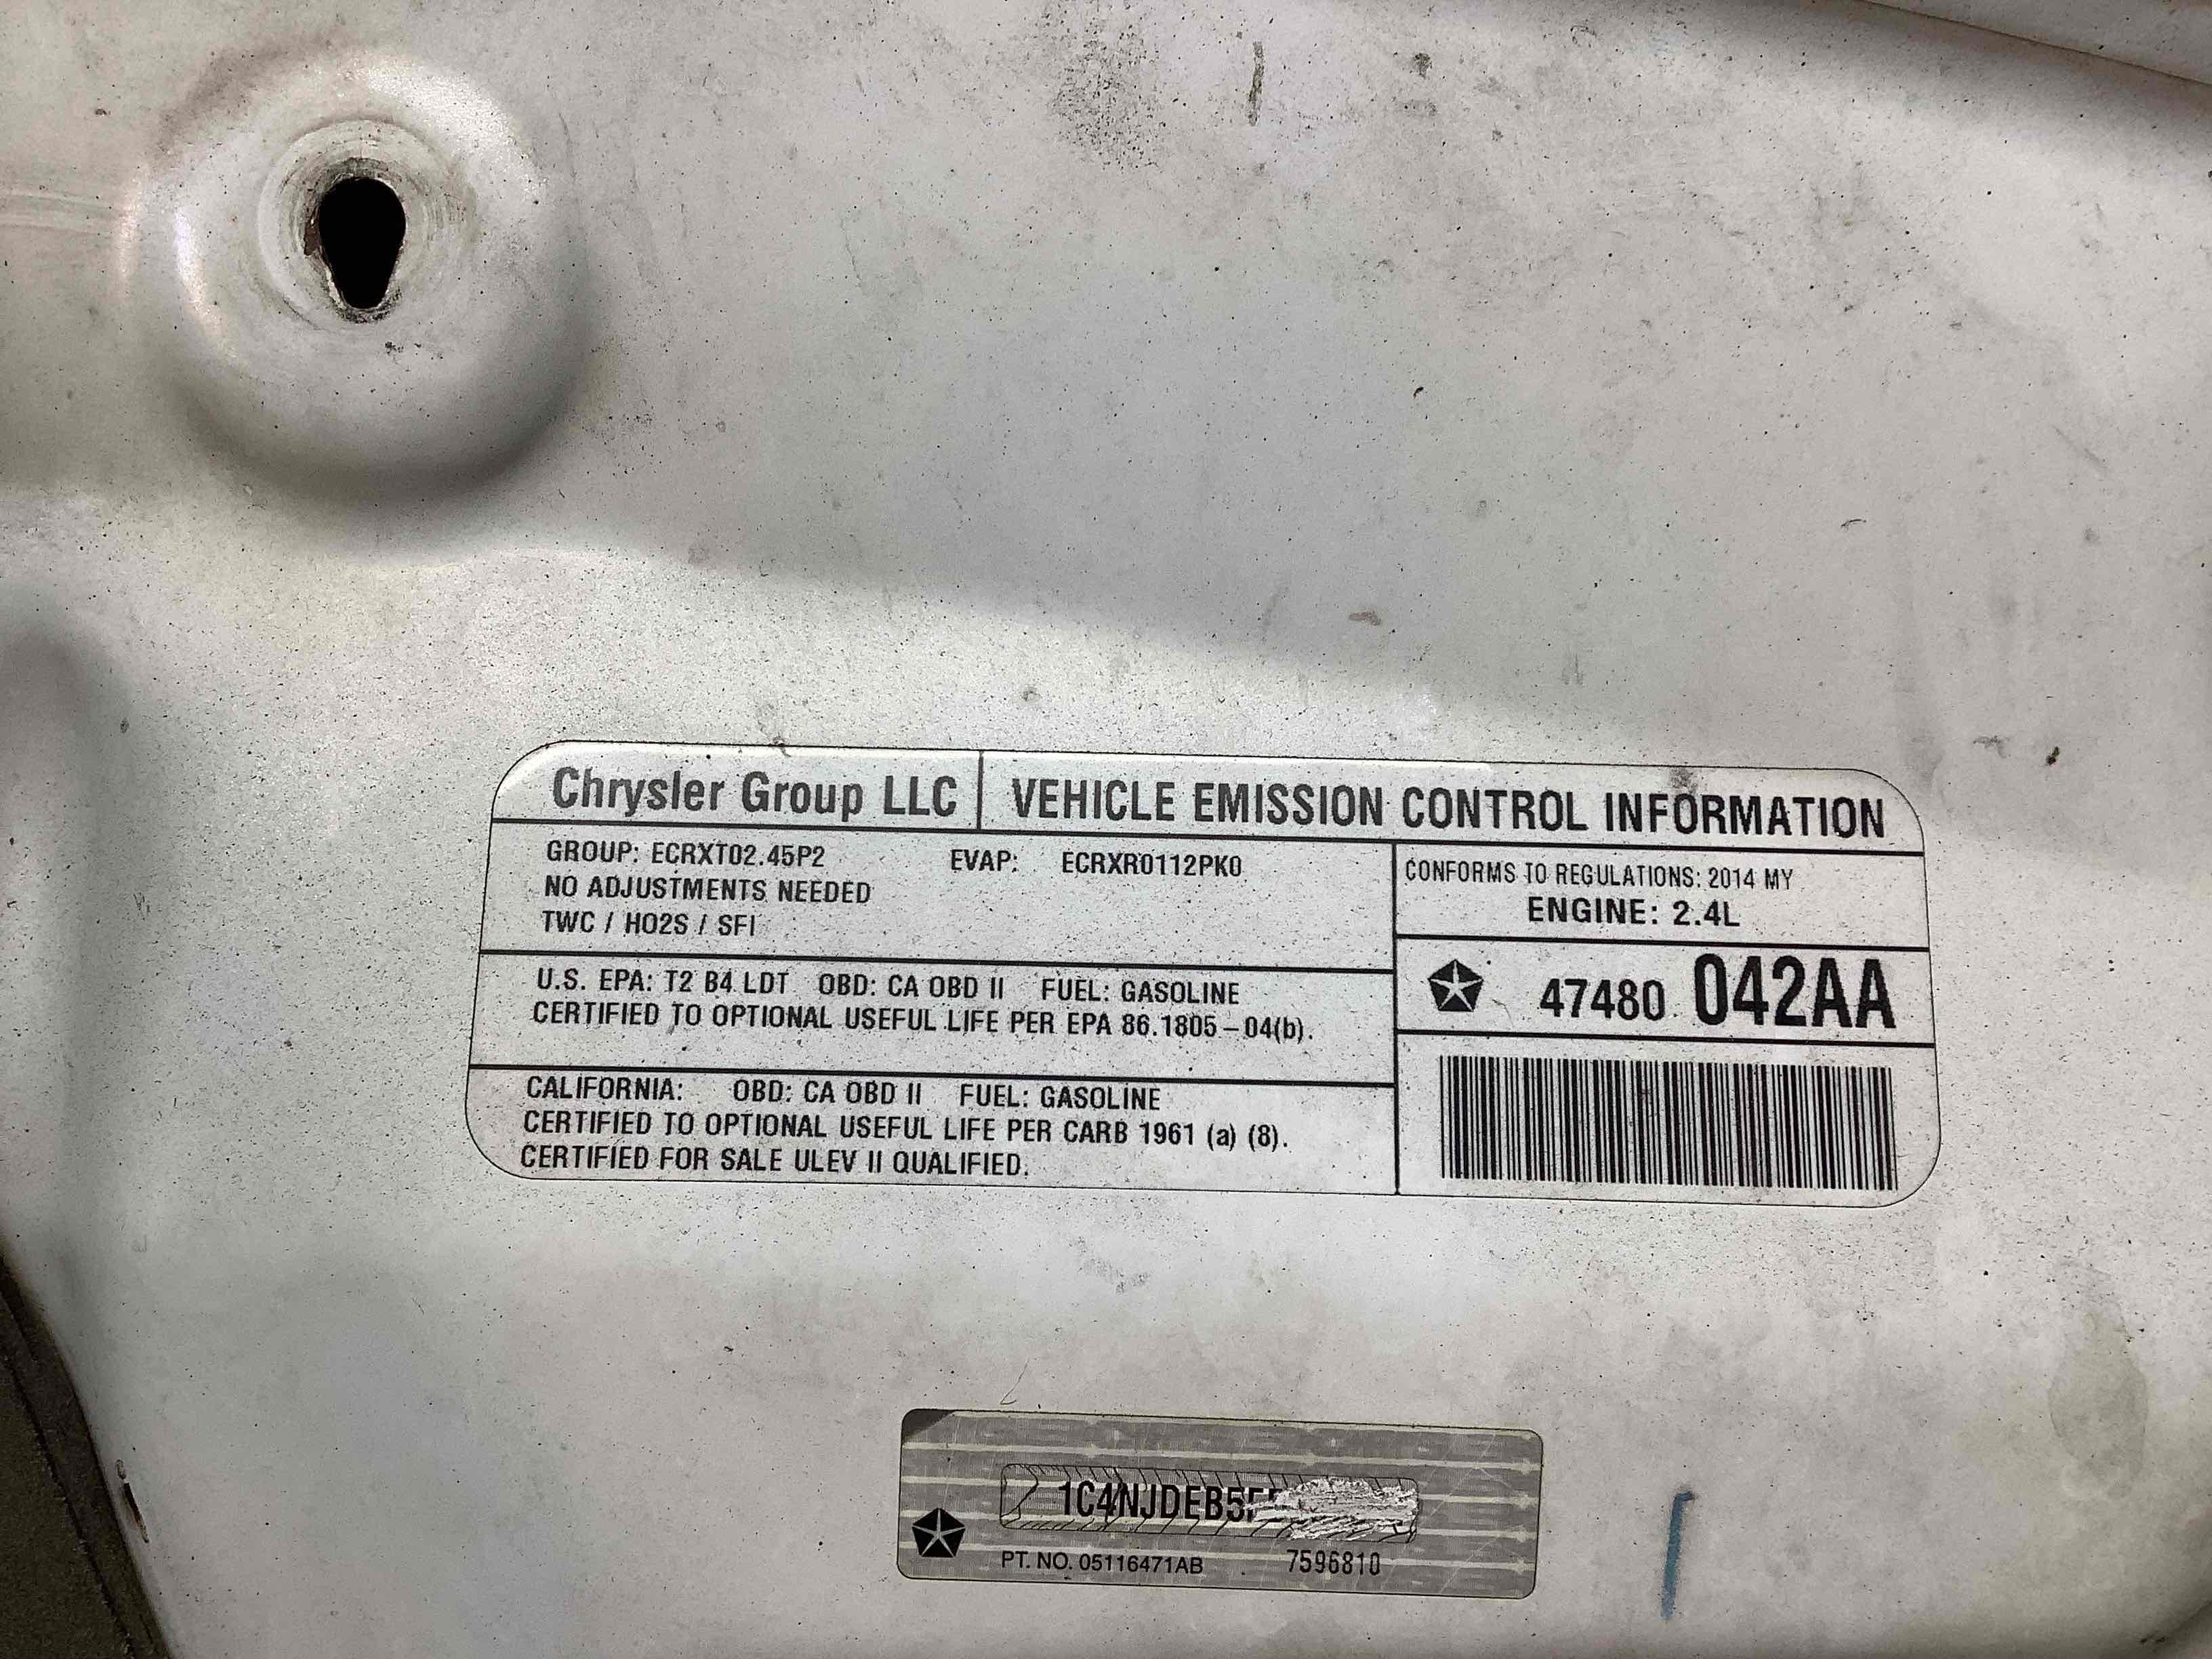 Chrysler Group LLC
VEHICLE EMISSION CONTROL INFORMATION
GROUP: ECRXT02.45P2 EVAP: ECRXR0112PK0
NO ADJUSTMENTS NEEDED
TWC / HO2S / SFI
CONFORMS TO REGULATIONS: 2014 MY
ENGINE: 2.4L
U.S. EPA: T2 B4 LDT OBD: CA OBD II FUEL: GASOLINE
CERTIFIED TO OPTIONAL USEFUL LIFE PER EPA 86.1805-04(b).
47480 042AA
CALIFORNIA: OBD: CA OBD II FUEL: GASOLINE
CERTIFIED TO OPTIONAL USEFUL LIFE PER CARB 1961 (a) (8).
CERTIFIED FOR SALE ULEV II QUALIFIED.
1C4NJDEB5
PT. NO. 05116471AB 7596810